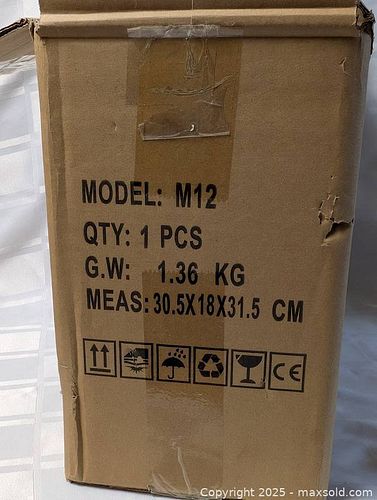 MODEL: M12
QTY: 1 PCS
G.W: 1.36 KG
MEAS: 30.5X18X31.5 CM
CE
Copyright 2025 - maxsold.com